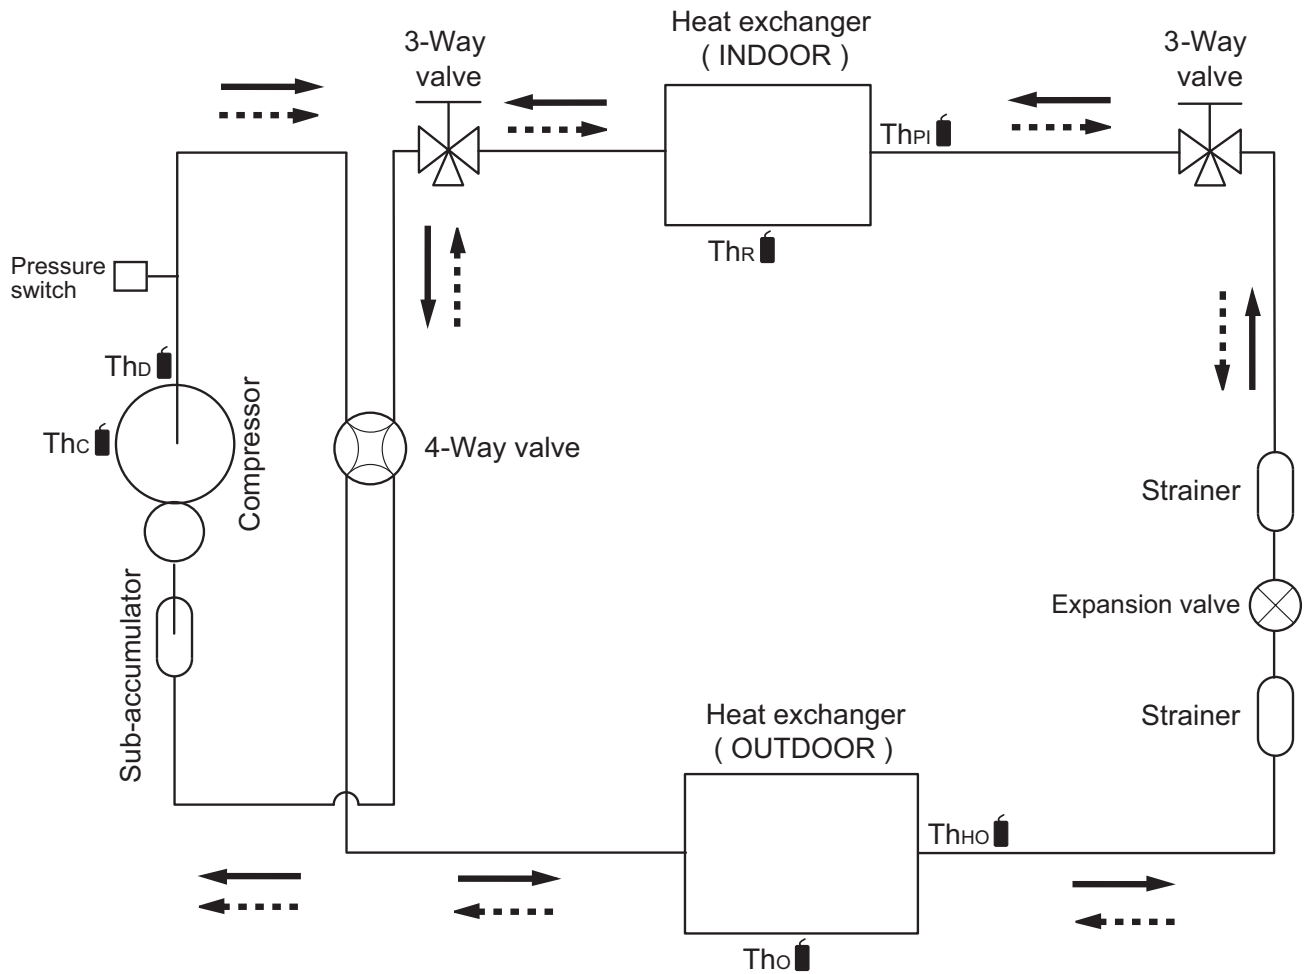 Heat exchanger
( INDOOR )
3-Way
valve
3-Way
valve
ThPI
ThR
Pressure
switch
ThD
ThC
Compressor
4-Way valve
Strainer
Expansion valve
Sub-accumulator
Strainer
Heat exchanger
( OUTDOOR )
ThHO
ThO